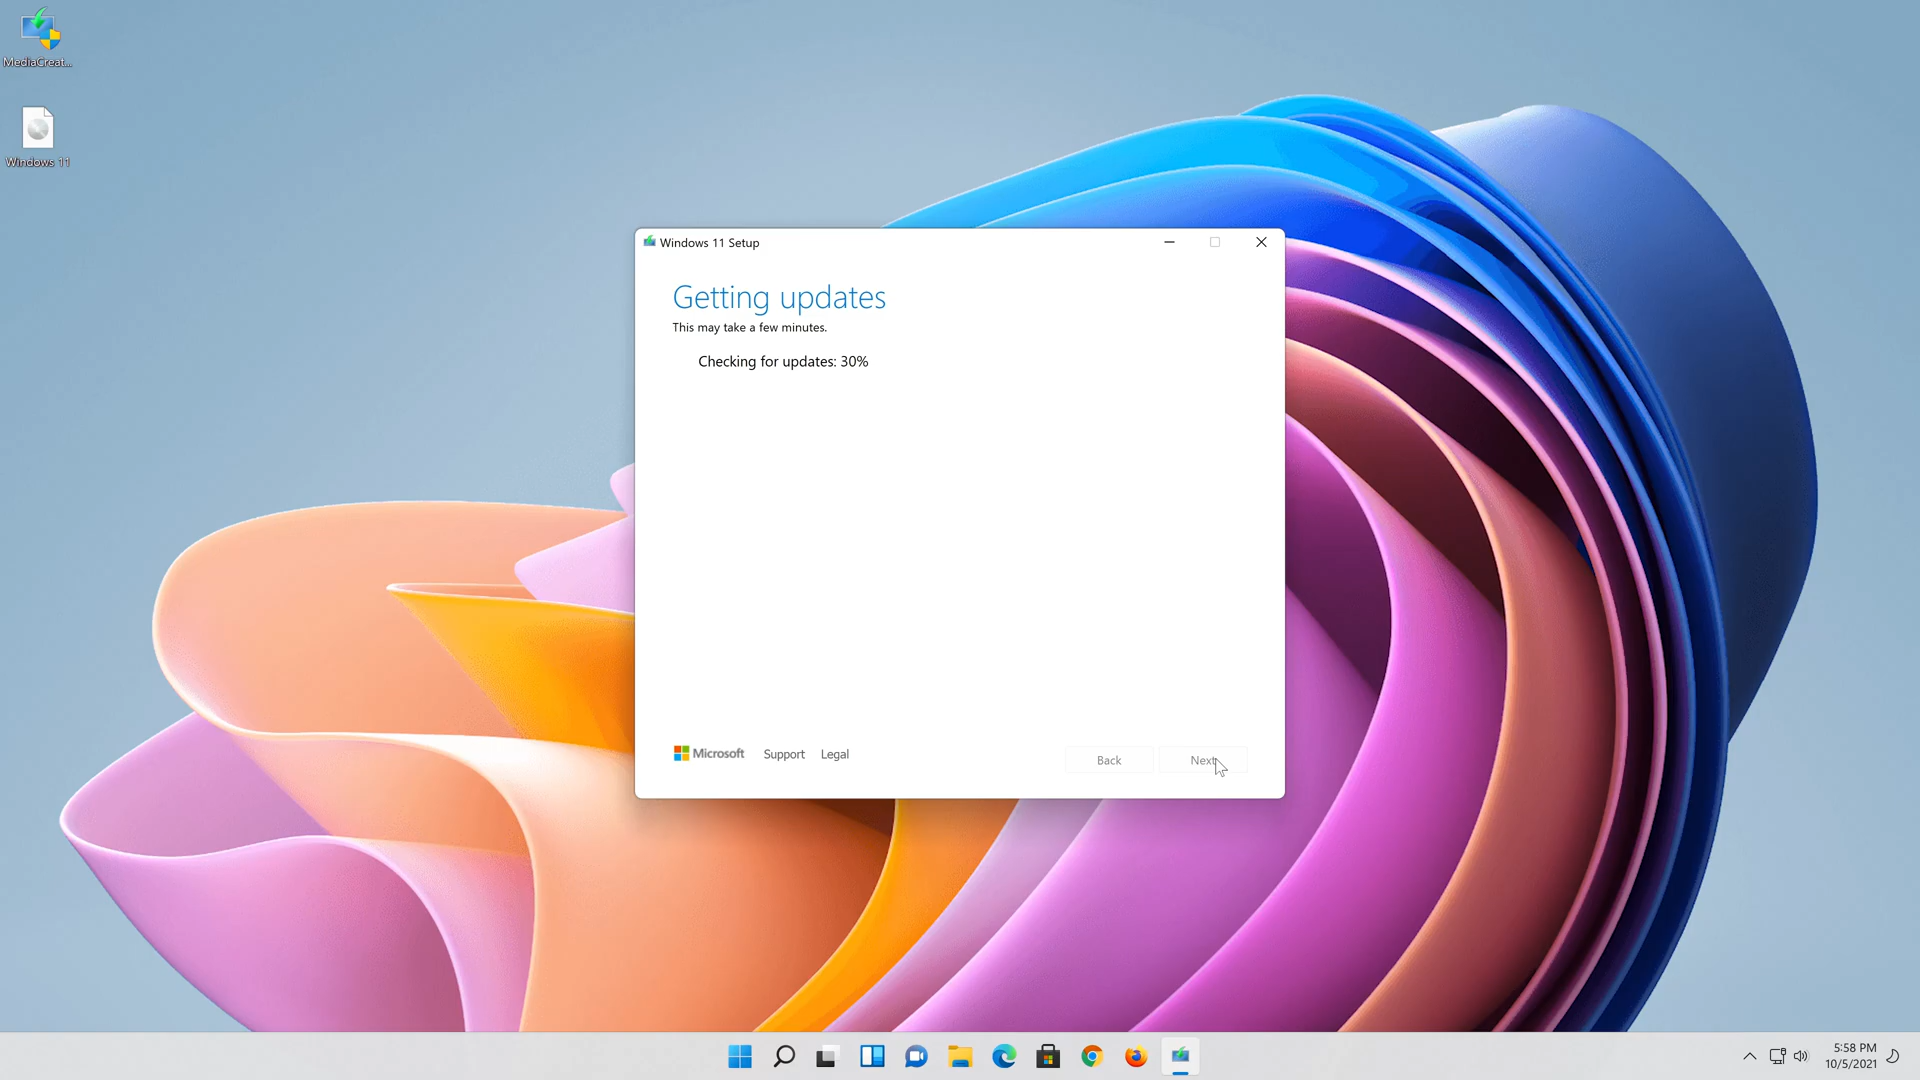 MediaCreat...
Windows 11
Windows 11 Setup
Getting updates
This may take a few minutes.
Checking for updates: 30%
Microsoft
Support
Legal
Back
Next
5:58 PM
10/5/2021